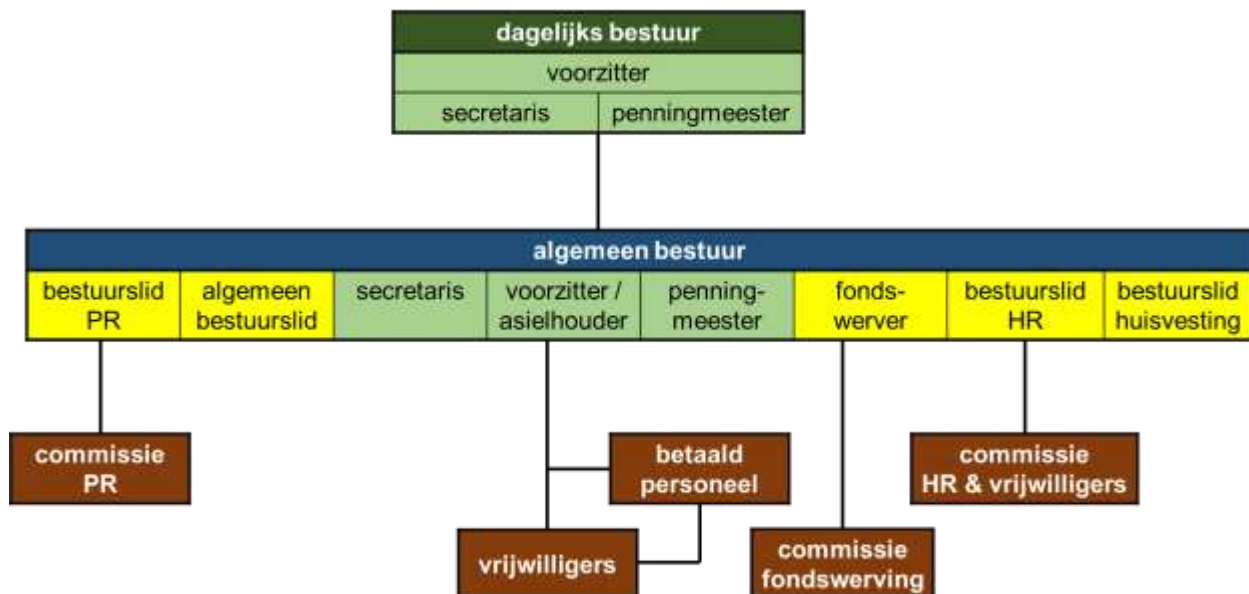 dagelijks bestuur
voorzitter
secretaris penningmeester
algemeen bestuur
bestuurslid
PR
algemeen
bestuurslid
secretaris
voorzitter /
asielhouder
penning-
meester
fonds-
werver
bestuurslid
HR
bestuurslid
huisvesting
commissie
PR
betaald
personeel
commissie
HR & vrijwilligers
vrijwilligers
commissie
fondswerving